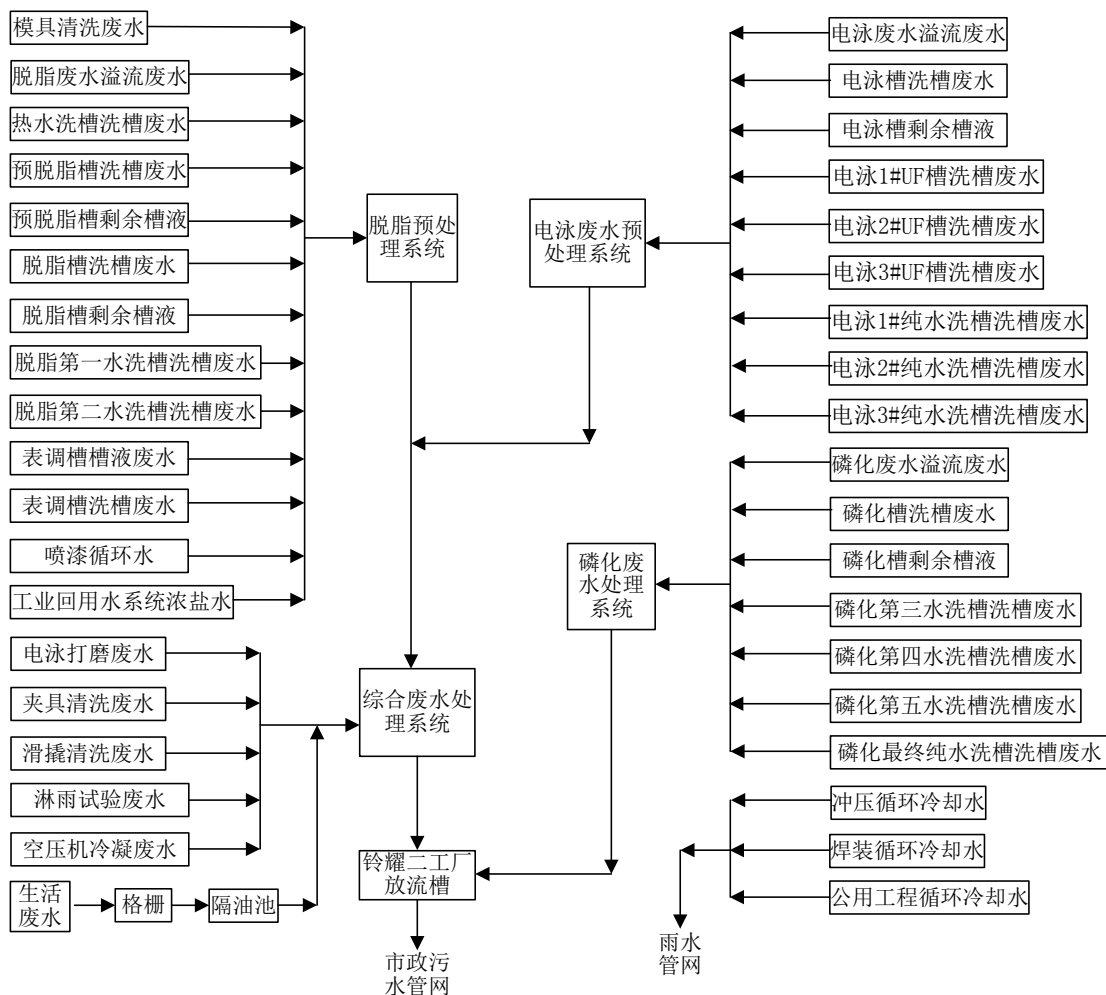 模具清洗废水
脱脂废水溢流废水
热水洗槽洗槽废水
预脱脂槽洗槽废水
预脱脂槽剩余槽液
脱脂槽洗槽废水
脱脂槽剩余槽液
脱脂第一水洗槽洗槽废水
脱脂第二水洗槽洗槽废水
表调槽槽液废水
表调槽洗槽废水
喷漆循环水
工业回用水系统浓盐水
电泳打磨废水
夹具清洗废水
滑撬清洗废水
淋雨试验废水
空压机冷凝废水
生活
废水
格栅
隔油池
脱脂预处
理系统
电泳废水预
处理系统
磷化废
水处理
系统
综合废水处
理系统
铃耀二工厂
放流槽
市政污
水管网
电泳废水溢流废水
电泳槽洗槽废水
电泳槽剩余槽液
电泳1#UF槽洗槽废水
电泳2#UF槽洗槽废水
电泳3#UF槽洗槽废水
电泳1#纯水洗槽洗槽废水
电泳2#纯水洗槽洗槽废水
电泳3#纯水洗槽洗槽废水
磷化废水溢流废水
磷化槽洗槽废水
磷化槽剩余槽液
磷化第三水洗槽洗槽废水
磷化第四水洗槽洗槽废水
磷化第五水洗槽洗槽废水
磷化最终纯水洗槽洗槽废水
冲压循环冷却水
焊装循环冷却水
公用工程循环冷却水
雨水
管网